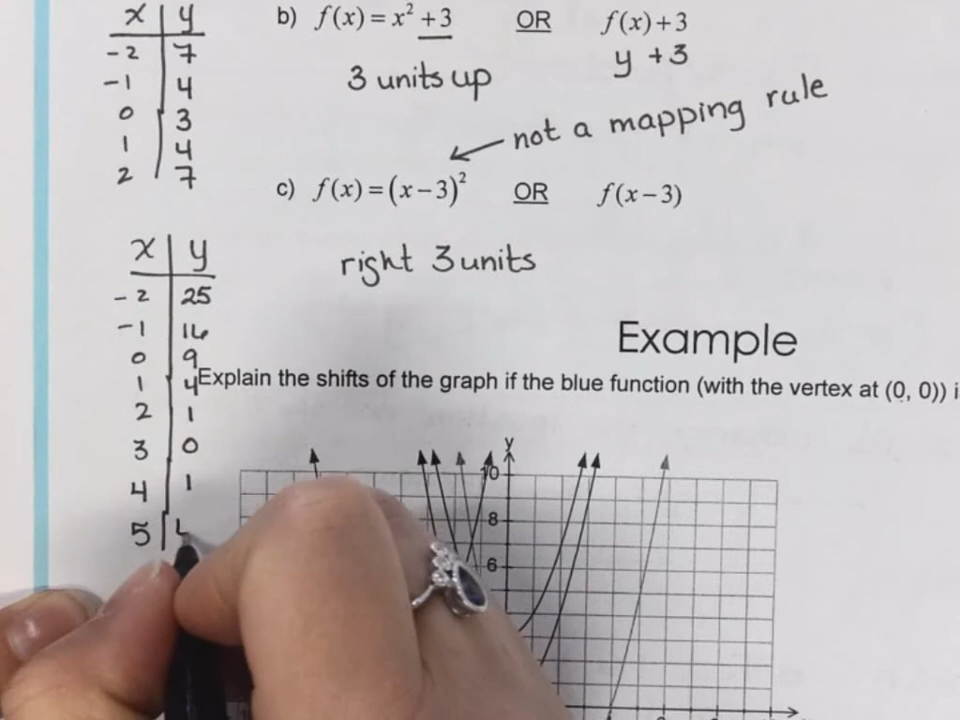 x y
-2 7
-1 4
0 3
1 4
2 7
b) f(x) = x² +3 OR f(x)+3
3 units up y +3
not a mapping rule
c) f(x) = (x−3)² OR f(x−3)
right 3 units
x y
-2 25
-1 16
0 9
1 4
2 1
3 0
4 1
5
Example
Explain the shifts of the graph if the blue function (with the vertex at (0, 0)) i
y
10
8
6